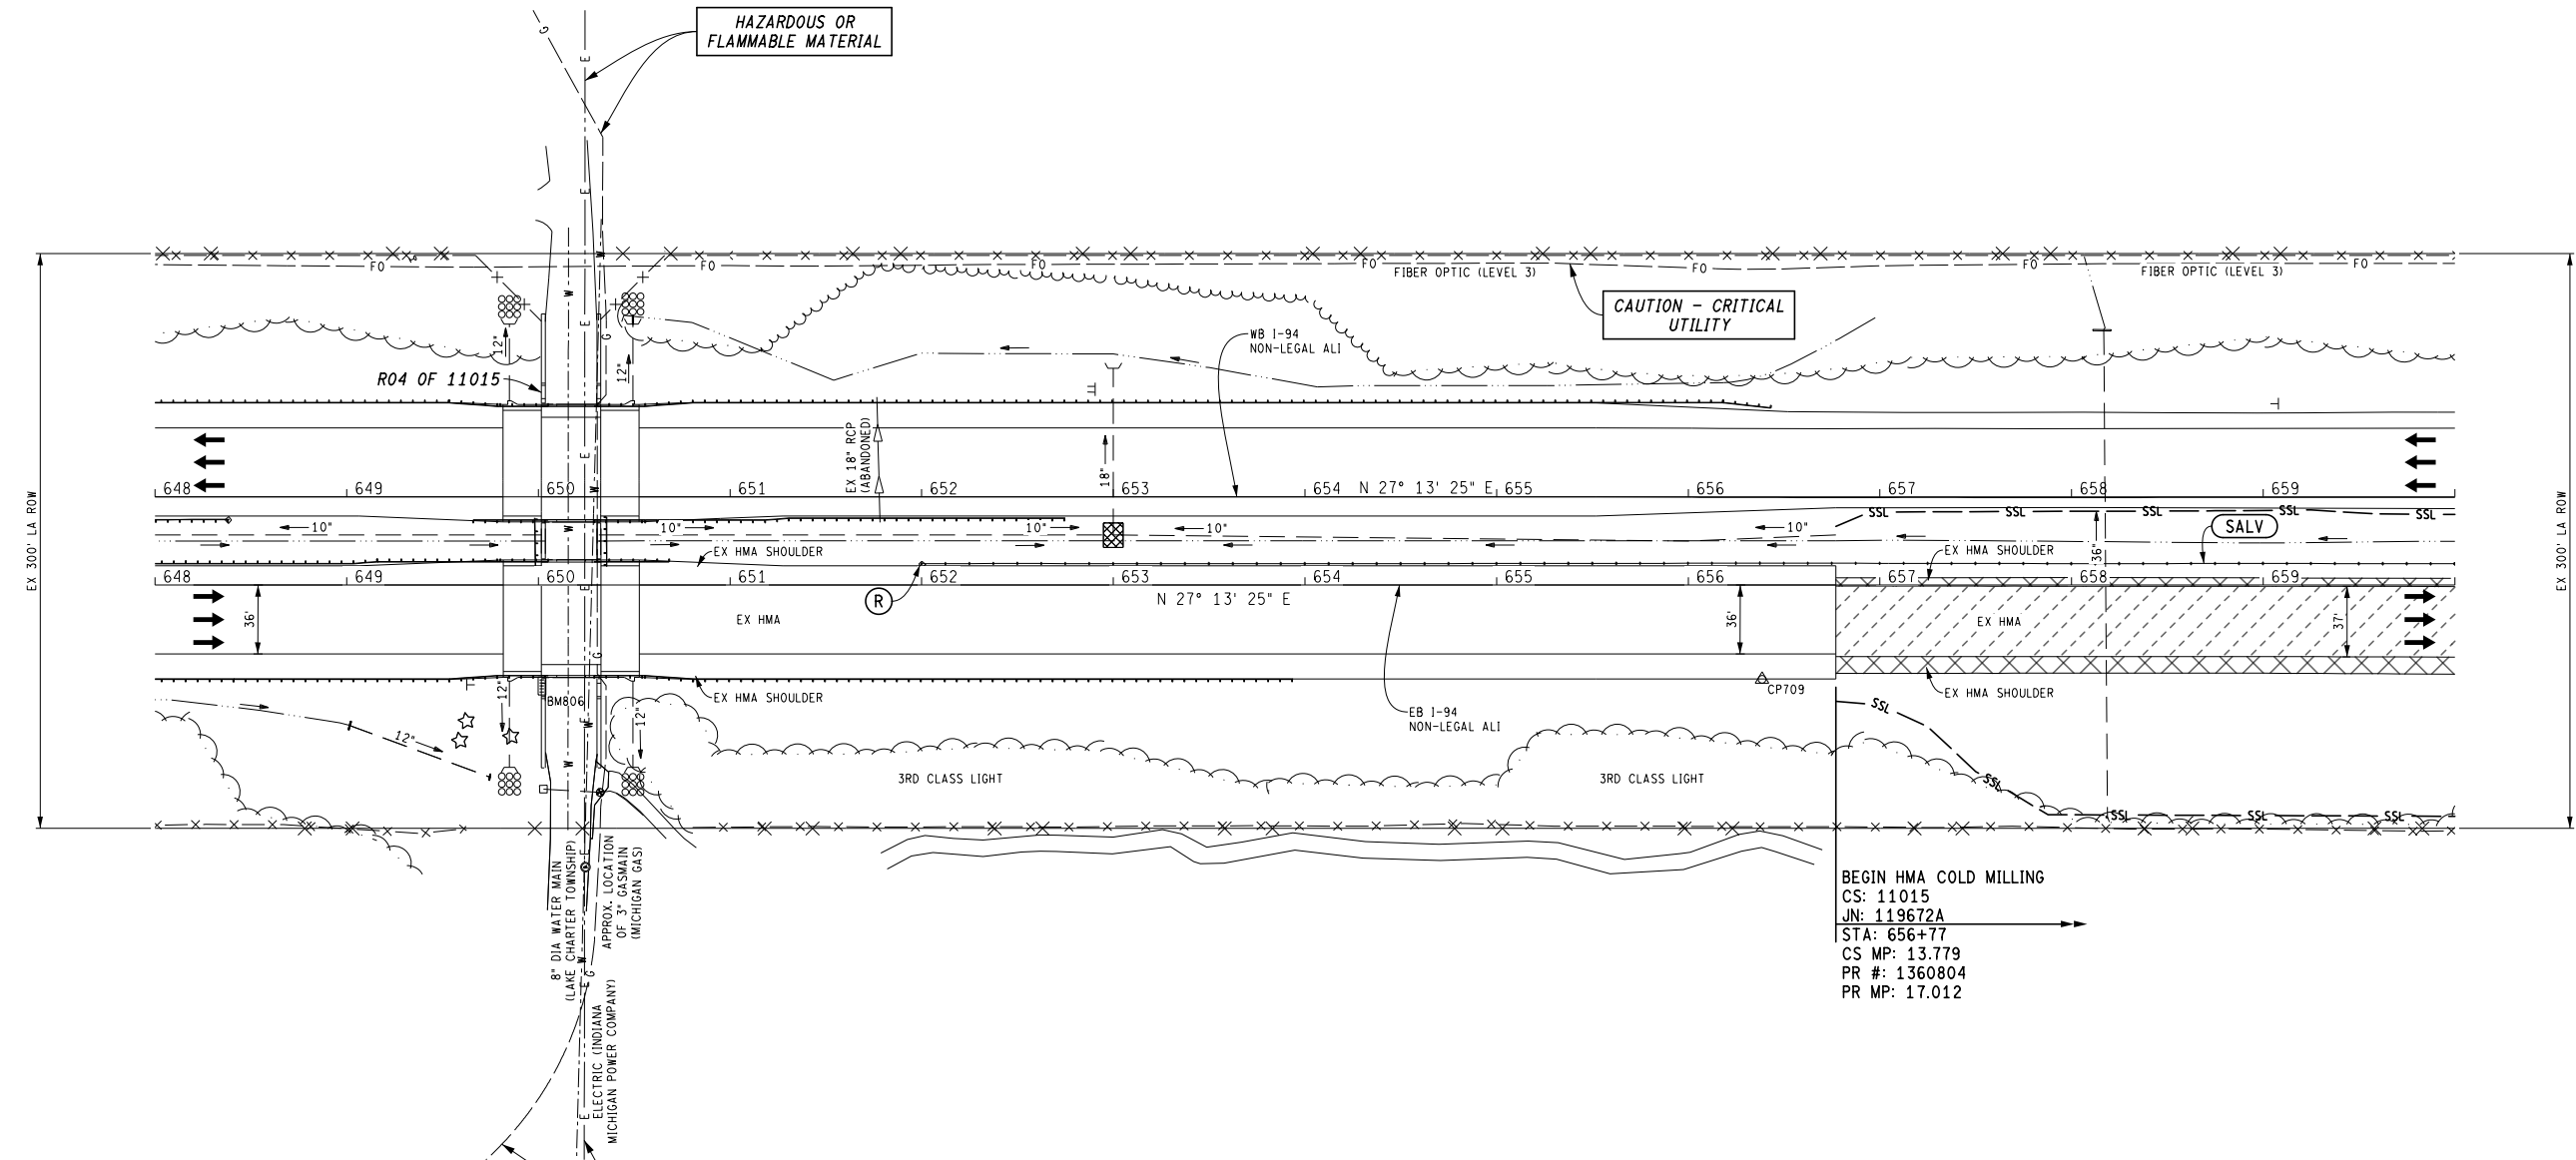 HAZARDOUS OR
FLAMMABLE MATERIAL
G
E
E
FO
FO
FO
FO
FO
FO
FO
FIBER OPTIC (LEVEL 3)
FIBER OPTIC (LEVEL 3)
CAUTION - CRITICAL
UTILITY
W
E
G
12"
12"
R04 OF 11015
WB I-94
NON-LEGAL ALI
EX 18" RCP
(ABANDONED)
18"
E
W
648
649
650
651
652
653
654
N 27° 13' 25" E
655
656
657
658
659
EX 300' LA ROW
EX 300' LA ROW
SSL
SSL
SSL
SSL
SSL
10"
W
10"
10"
10"
10"
SALV
36"
EX HMA SHOULDER
EX HMA SHOULDER
648
649
650
651
652
653
654
655
656
657
658
659
E
R
N 27° 13' 25" E
36'
EX HMA
36'
EX HMA
37'
G
12"
BM806
EX HMA SHOULDER
CP709
EX HMA SHOULDER
12"
12"
E
W
W
EB I-94
NON-LEGAL ALI
SSL
3RD CLASS LIGHT
3RD CLASS LIGHT
SSL
SSL
SSL
SSL
8" DIA WATER MAIN
(LAKE CHARTER TOWNSHIP)
APPROX. LOCATION
OF 3" GASMAIN
(MICHIGAN GAS)
BEGIN HMA COLD MILLING
CS: 11015
JN: 119672A
STA: 656+77
CS MP: 13.779
PR #: 1360804
PR MP: 17.012
W
G
E
ELECTRIC (INDIANA
MICHIGAN POWER COMPANY)
E